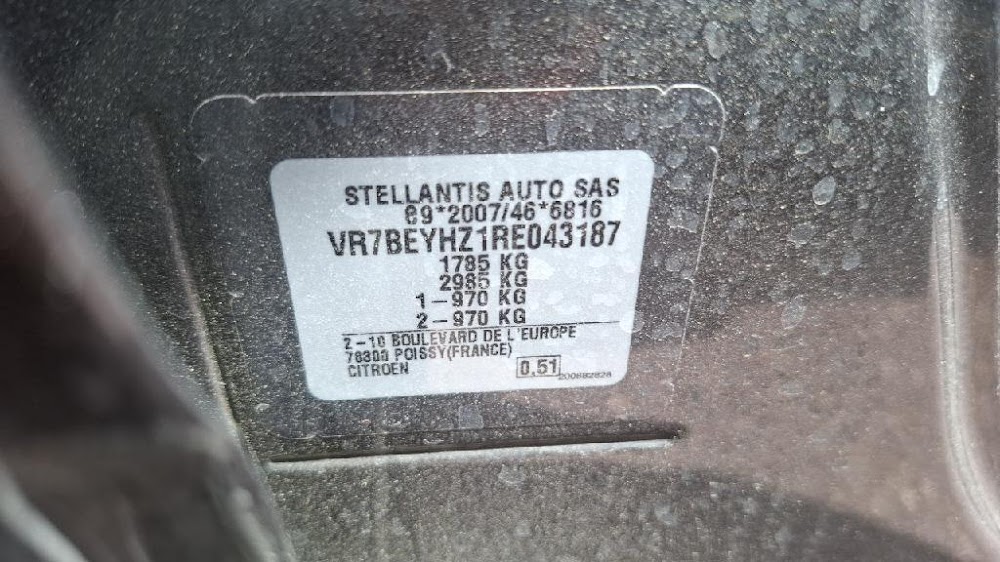 STELLANTIS AUTO SAS
e9*2007/46*6816
VR7BEYHZ1RE043187
1785 KG
2985 KG
1-970 KG
2-970 KG
2-10 BOULEVARD DE L'EUROPE
78300 POISSY(FRANCE)
CITROEN
0,51